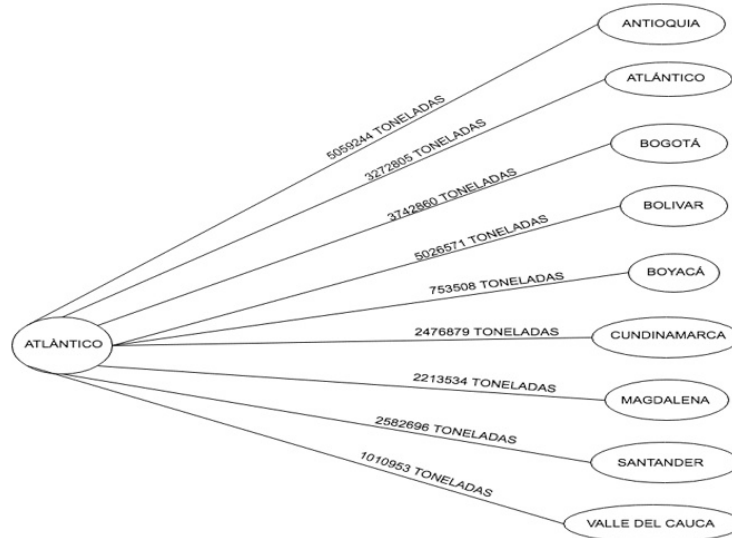 ANTIOQUIA
5059244 TONELADAS
ATLÁNTICO
3272805 TONELADAS
BOGOTÁ
3742860 TONELADAS
BOLIVAR
5026571 TONELADAS
BOYACÁ
753508 TONELADAS
ATLÀNTICO
2476879 TONELADAS
CUNDINAMARCA
2213534 TONELADAS
MAGDALENA
2582696 TONELADAS
SANTANDER
1010953 TONELADAS
VALLE DEL CAUCA